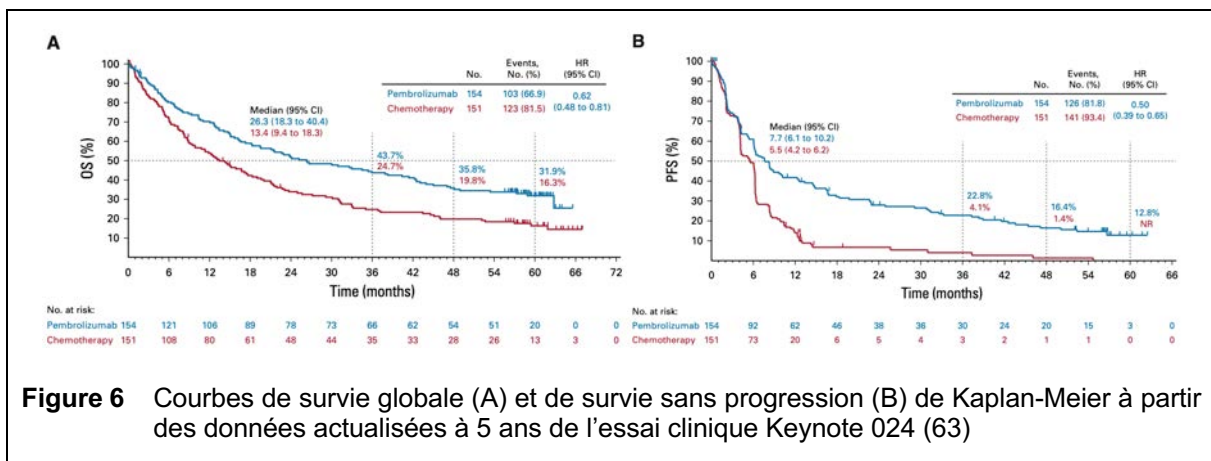 A
Events, HR
No. No. (%) (95% CI)
Pembrolizumab 154 103 (66.9) 0.62
Chemotherapy 151 123 (81.5) (0.48 to 0.81)
Median (95% CI)
26.3 (18.3 to 40.4)
13.4 (9.4 to 18.3)
43.7%
24.7%
35.8%
19.8%
31.9%
16.3%
OS (%)
100
90
80
70
60
50
40
30
20
10
0 6 12 18 24 30 36 42 48 54 60 66 72
Time (months)
No. at risk:
Pembrolizumab 154 121 106 89 78 73 66 62 54 51 20 0 0
Chemotherapy 151 108 80 61 48 44 35 33 28 26 13 3 0
B
Events, HR
No. No. (%) (95% CI)
Pembrolizumab 154 126 (81.8) 0.50
Chemotherapy 151 141 (93.4) (0.39 to 0.65)
Median (95% CI)
7.7 (6.1 to 10.2)
5.5 (4.2 to 6.2)
22.8%
4.1%
16.4%
1.4%
12.8%
NR
PFS (%)
100
90
80
70
60
50
40
30
20
10
0 6 12 18 24 30 36 42 48 54 60 66
Time (months)
No. at risk:
Pembrolizumab 154 92 62 46 38 36 30 24 20 15 3 0
Chemotherapy 151 73 20 6 5 4 3 2 1 1 0 0
Figure 6 Courbes de survie globale (A) et de survie sans progression (B) de Kaplan-Meier à partir
des données actualisées à 5 ans de l'essai clinique Keynote 024 (63)